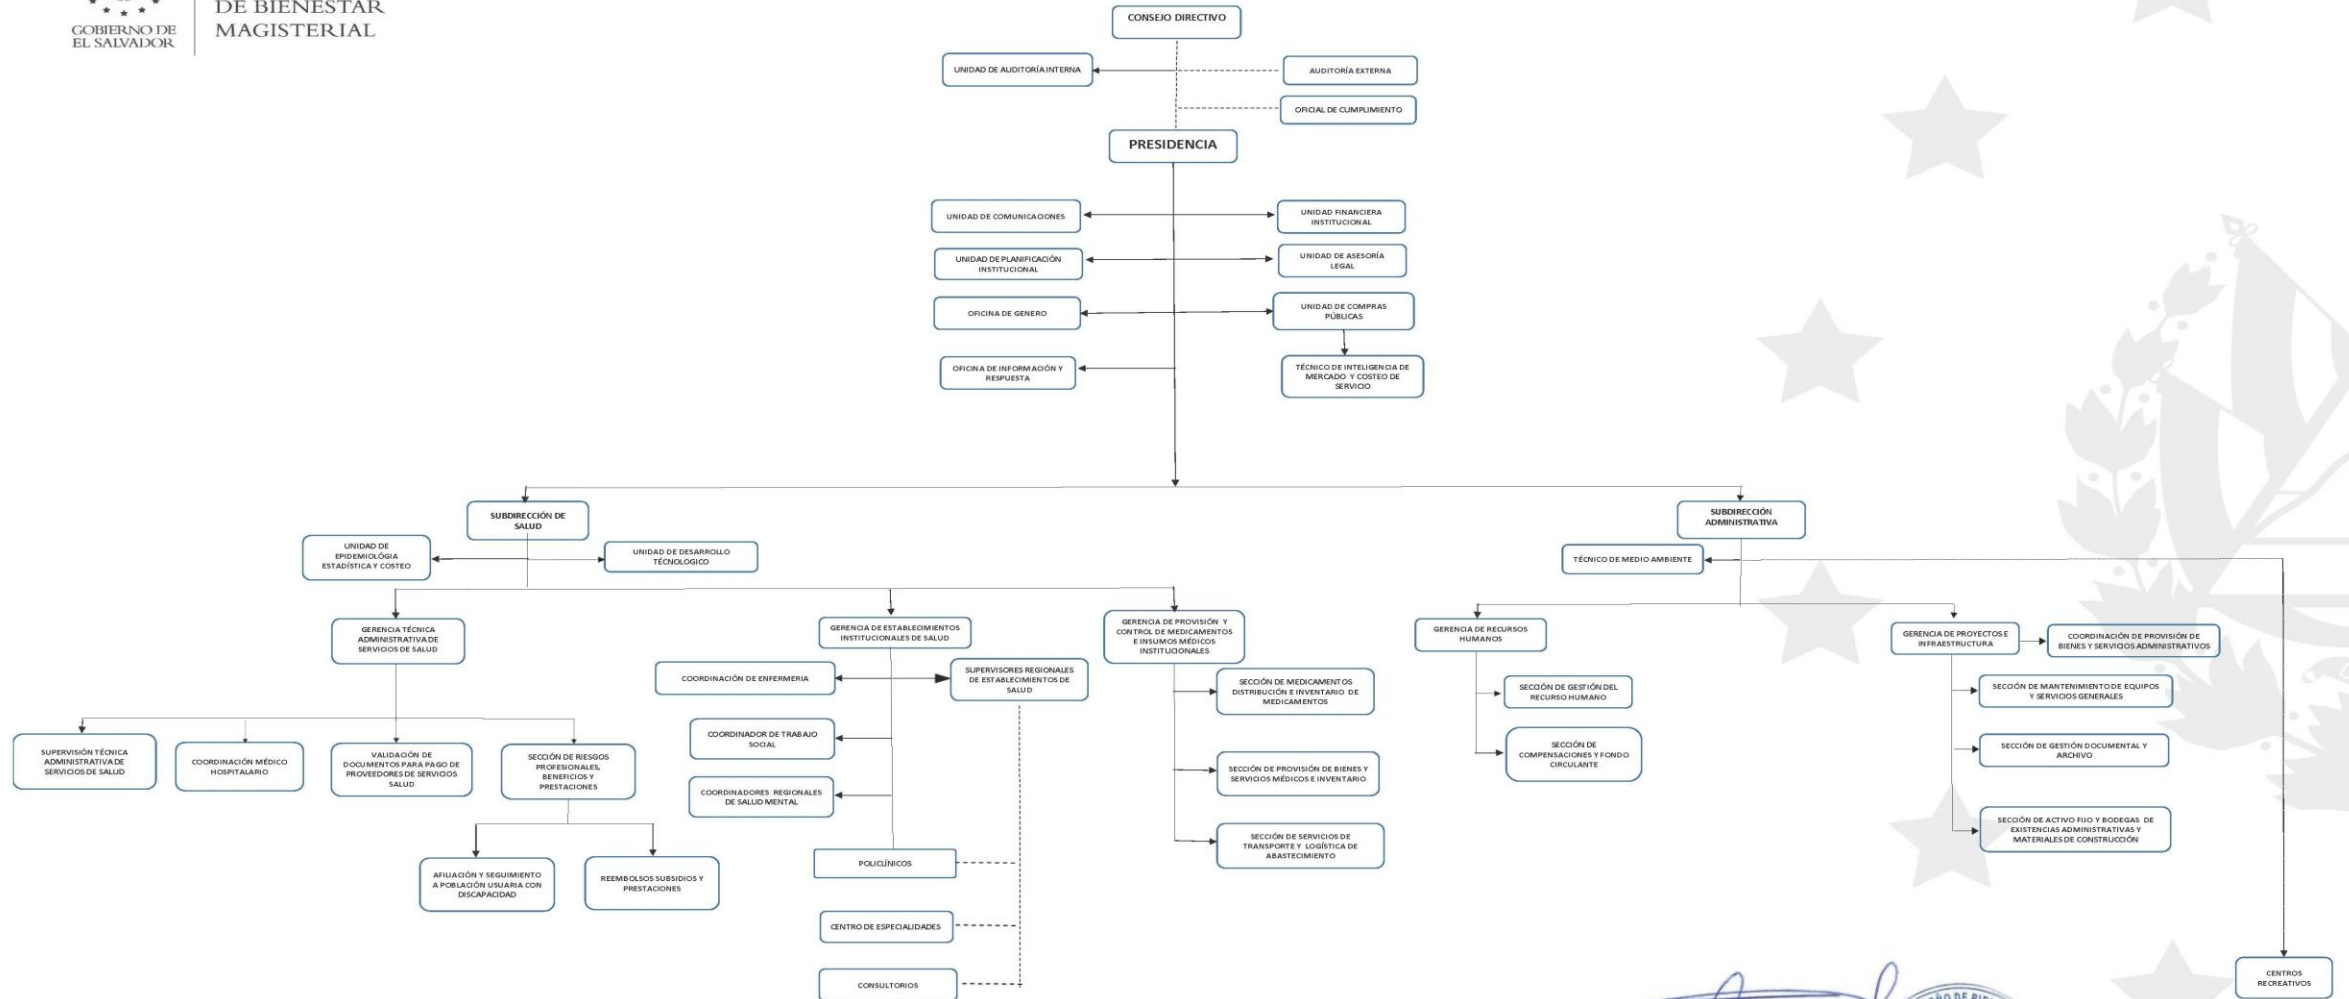 DE BIENESTAR
MAGISTERIAL
GOBIERNO DE
EL SALVADOR
CONSEJO DIRECTIVO
UNIDAD DE AUDITORÍA INTERNA
AUDITORÍA EXTERNA
OFICIAL DE CUMPLIMIENTO
PRESIDENCIA
UNIDAD DE COMUNICACIONES
UNIDAD FINANCIERA
INSTITUCIONAL
UNIDAD DE PLANIFICACIÓN
INSTITUCIONAL
UNIDAD DE ASESORÍA
LEGAL
OFICINA DE GENERO
UNIDAD DE COMPRAS
PÚBLICAS
OFICINA DE INFORMACIÓN Y
RESPUESTA
TÉCNICO DE INTELIGENCIA DE
MERCADO Y COSTEO DE
SERVICIO
SUBDIRECCIÓN DE
SALUD
SUBDIRECCIÓN
ADMINISTRATIVA
UNIDAD DE
EPIDEMIOLÓGIA
ESTADÍSTICA Y COSTEO
UNIDAD DE DESARROLLO
TÉCNOLOGICO
TÉCNICO DE MEDIO AMBIENTE
GERENCIA TÉCNICA
ADMINISTRATIVA DE
SERVICIOS DE SALUD
GERENCIA DE ESTABLECIMIENTOS
INSTITUCIONALES DE SALUD
GERENCIA DE PROVISIÓN Y
CONTROL DE MEDICAMENTOS
E INSUMOS MÉDICOS
INSTITUCIONALES
GERENCIA DE RECURSOS
HUMANOS
GERENCIA DE PROYECTOS E
INFRAESTRUCTURA
COORDINACIÓN DE PROVISIÓN DE
BIENES Y SERVICIOS ADMINISTRATIVOS
COORDINACIÓN DE ENFERMERIA
SUPERVISORES REGIONALES
DE ESTABLECIMIENTOS DE
SALUD
SECCIÓN DE MEDICAMENTOS
DISTRIBUCIÓN E INVENTARIO DE
MEDICAMENTOS
SECCIÓN DE GESTIÓN DEL
RECURSO HUMANO
SECCIÓN DE MANTENIMIENTO DE EQUIPOS
Y SERVICIOS GENERALES
SUPERVISIÓN TÉCNICA
ADMINISTRATIVA DE
SERVICIOS DE SALUD
COORDINACIÓN MÉDICO
HOSPITALARIO
VALIDACIÓN DE
DOCUMENTOS PARA PAGO DE
PROVEEDORES DE SERVICIOS
SALUD
SECCIÓN DE RIESGOS
PROFESIONALES,
BENEFICIOS Y
PRESTACIONES
COORDINADOR DE TRABAJO
SOCIAL
COORDINADORES REGIONALES
DE SALUD MENTAL
SECCIÓN DE PROVISIÓN DE BIENES Y
SERVICIOS MÉDICOS E INVENTARIO
SECCIÓN DE
COMPENSACIONES Y FONDO
CIRCULANTE
SECCIÓN DE GESTIÓN DOCUMENTAL Y
ARCHIVO
SECCIÓN DE SERVICIOS DE
TRANSPORTE Y LOGÍSTICA DE
ABASTECIMIENTO
SECCIÓN DE ACTIVO FIJO Y BODEGAS DE
EXISTENCIAS ADMINISTRATIVAS Y
MATERIALES DE CONSTRUCCIÓN
AFILIACIÓN Y SEGUIMIENTO
A POBLACIÓN USUARIA CON
DISCAPACIDAD
REEMBOLSOS SUBSIDIOS Y
PRESTACIONES
POLICLÍNICOS
CENTRO DE ESPECIALIDADES
CONSULTORIOS
CENTROS
RECREATIVOS